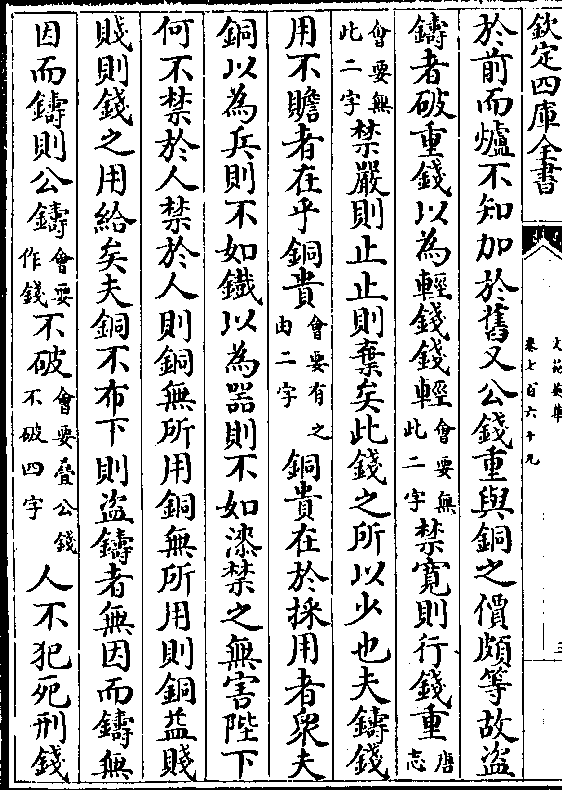 欽定四庫全書
文苑英華
卷七百六十九
三
於前而爐不知加於舊又公錢重與銅之價頗等故盜
鑄者破重錢以為輕錢錢輕會要無此二字禁寛則行錢重唐志
會要無此二字禁嚴則止止則棄矣此錢之所以少也夫鑄錢
用不贍者在乎銅貴會要有之由二字銅貴在於採用者衆夫
銅以為兵則不如鐵以為器則不如漆禁之無害陛下
何不禁於人禁於人則銅無所用銅無所用則銅益賤
賤則錢之用給矣夫銅不布下則盜鑄者無因而鑄無
因而鑄則公鑄會要作錢不破會要疊公錢不破四字人不犯死刑錢